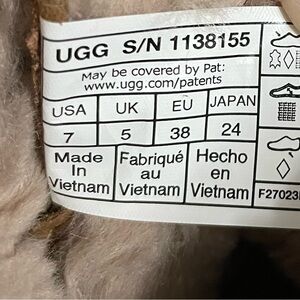 UGG S/N 1138155
May be covered by Pat:
www.ugg.com/patents
USA UK EU JAPAN
7 5 38 24
Made In Vietnam
Fabriqué au Vietnam
Hecho en Vietnam
F27023